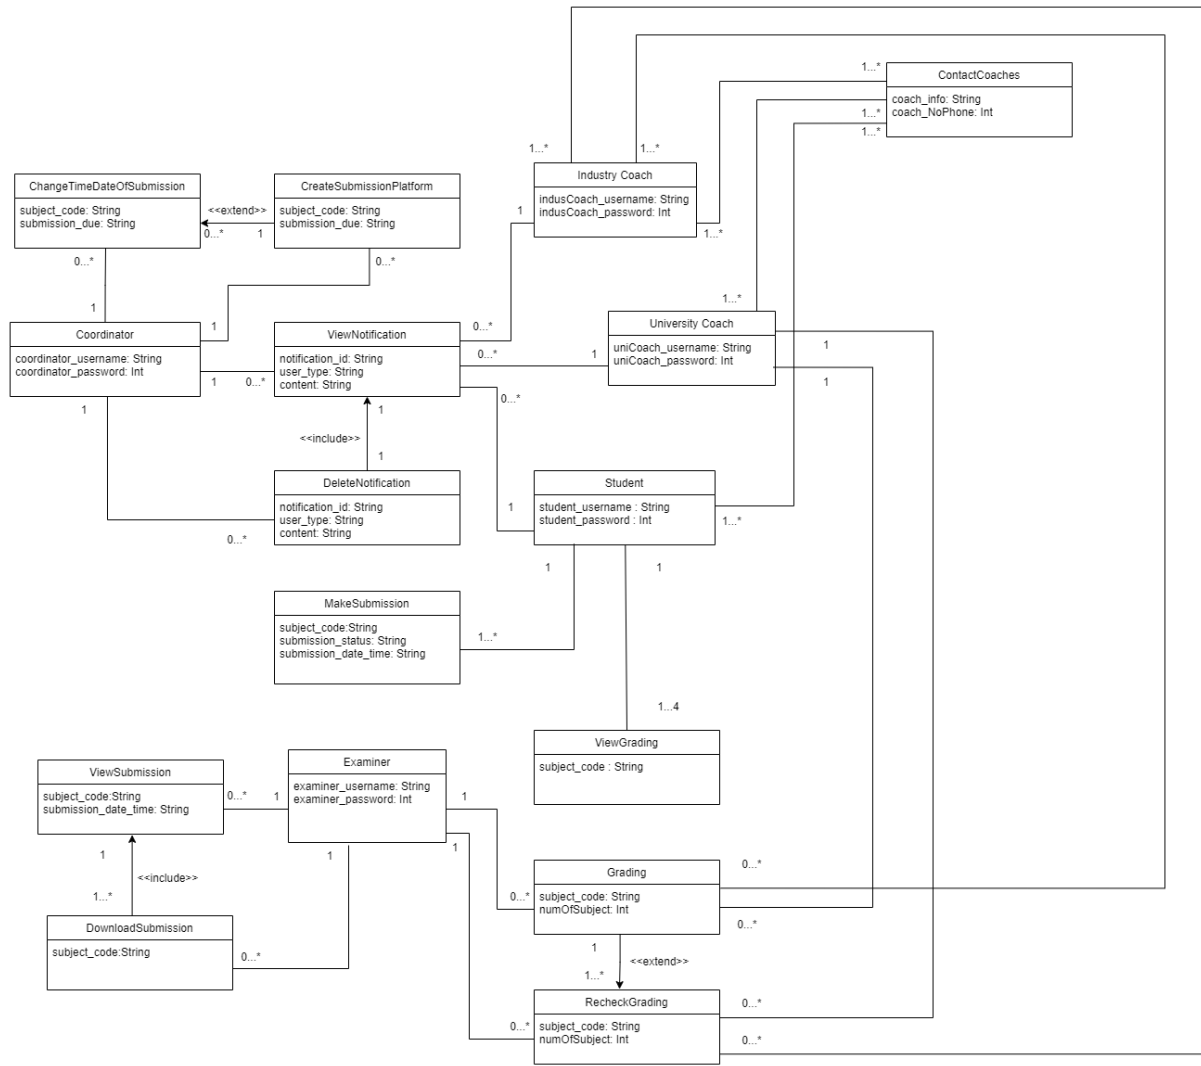 1...*
ContactCoaches
coach_info: String
coach_NoPhone: Int
1...*
1...*
1...*
1...*
Industry Coach
indusCoach_username: String
indusCoach_password: Int
1
1...*
ChangeTimeDateOfSubmission
subject_code: String
submission_due: String
<<extend>>
0...*
1
CreateSubmissionPlatform
subject_code: String
submission_due: String
0...*
0...*
1...*
1
1
0...*
Coordinator
coordinator_username: String
coordinator_password: Int
ViewNotification
notification_id: String
user_type: String
content: String
0...*
1
University Coach
uniCoach_username: String
uniCoach_password: Int
1
1
1
0...*
0...*
1
1
<<include>>
1
DeleteNotification
notification_id: String
user_type: String
content: String
0...*
1
Student
student_username : String
student_password : Int
1...*
1
1
MakeSubmission
subject_code:String
submission_status: String
submission_date_time: String
1...*
1...4
ViewGrading
subject_code : String
ViewSubmission
subject_code:String
submission_date_time: String
0...*
1
Examiner
examiner_username: String
examiner_password: Int
1
1
1
1
<<include>>
1...*
DownloadSubmission
subject_code:String
0...*
0...*
Grading
subject_code: String
numOfSubject: Int
0...*
0...*
1
<<extend>>
1...*
RecheckGrading
subject_code: String
numOfSubject: Int
0...*
0...*
0...*